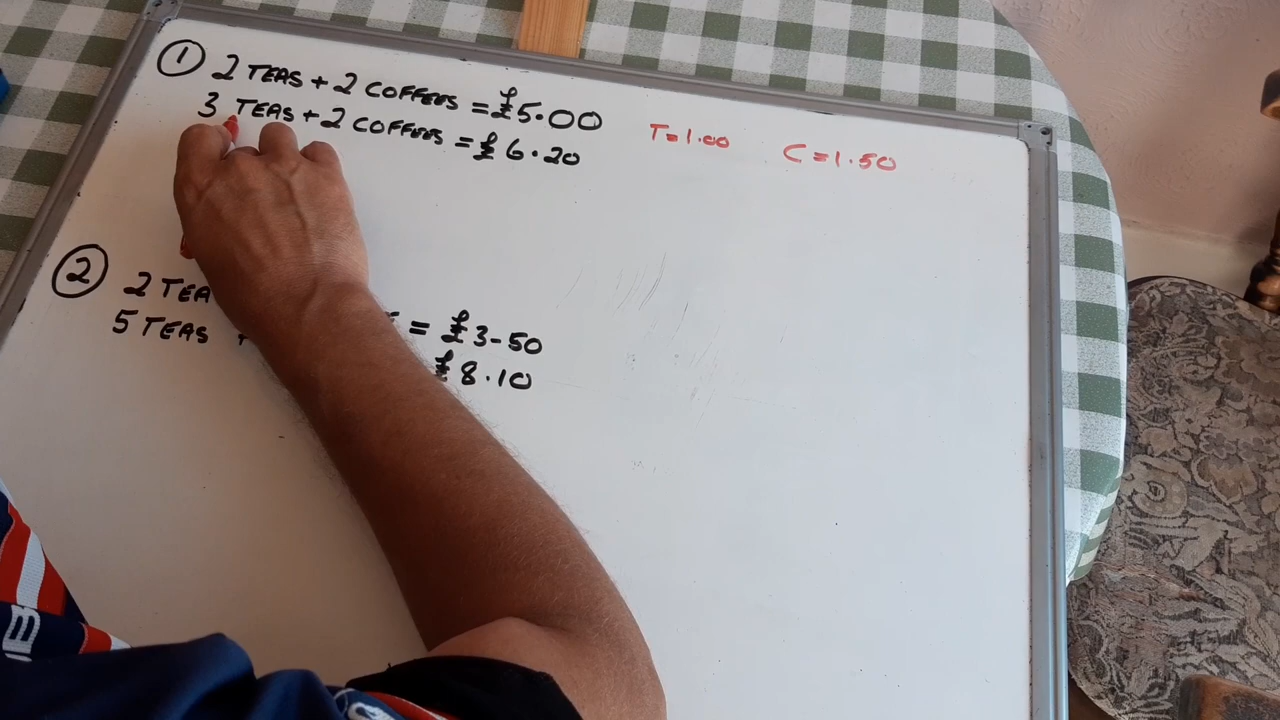 ① 2 TEAS + 2 COFFEES = £5.00
3 TEAS + 2 COFFEES = £6.20
T = 1.00
C = 1.50
② 2 TEA = £3-50
5 TEAS + £8.10